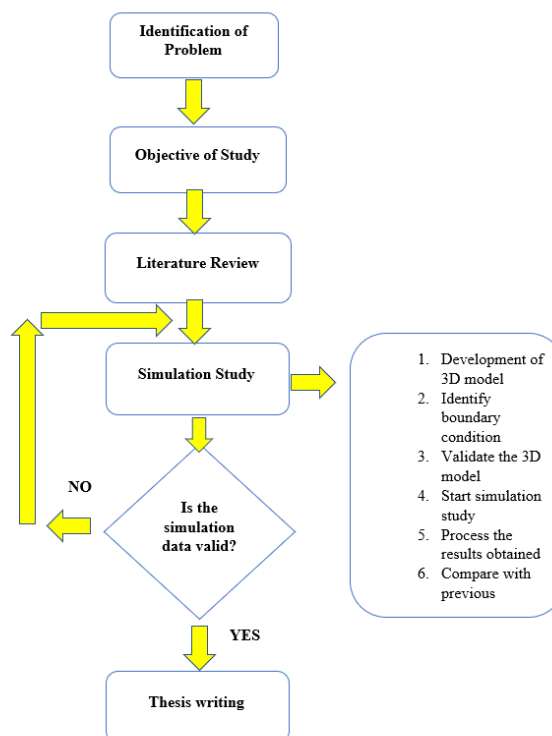 Identification of
Problem
Objective of Study
Literature Review
Simulation Study
1. Development of
3D model
2. Identify
boundary
condition
3. Validate the 3D
model
4. Start simulation
study
5. Process the
results obtained
6. Compare with
previous
NO
Is the
simulation
data valid?
YES
Thesis writing